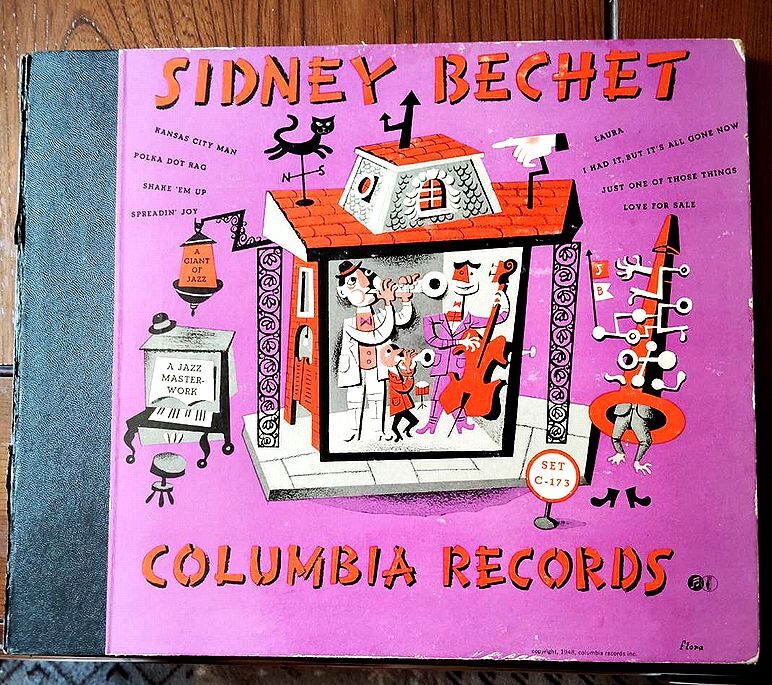 SIDNEY BECHET
KANSAS CITY MAN
POLKA DOT RAG
SHAKE 'EM UP
SPREADIN' JOY
LAURA
I HAD IT, BUT IT'S ALL GONE NOW
JUST ONE OF THOSE THINGS
LOVE FOR SALE
A
GIANT
OF
JAZZ
J
B
A JAZZ
MASTER-
WORK
SET
C-173
COLUMBIA RECORDS
copyright, 1948, columbia records inc.
Flora